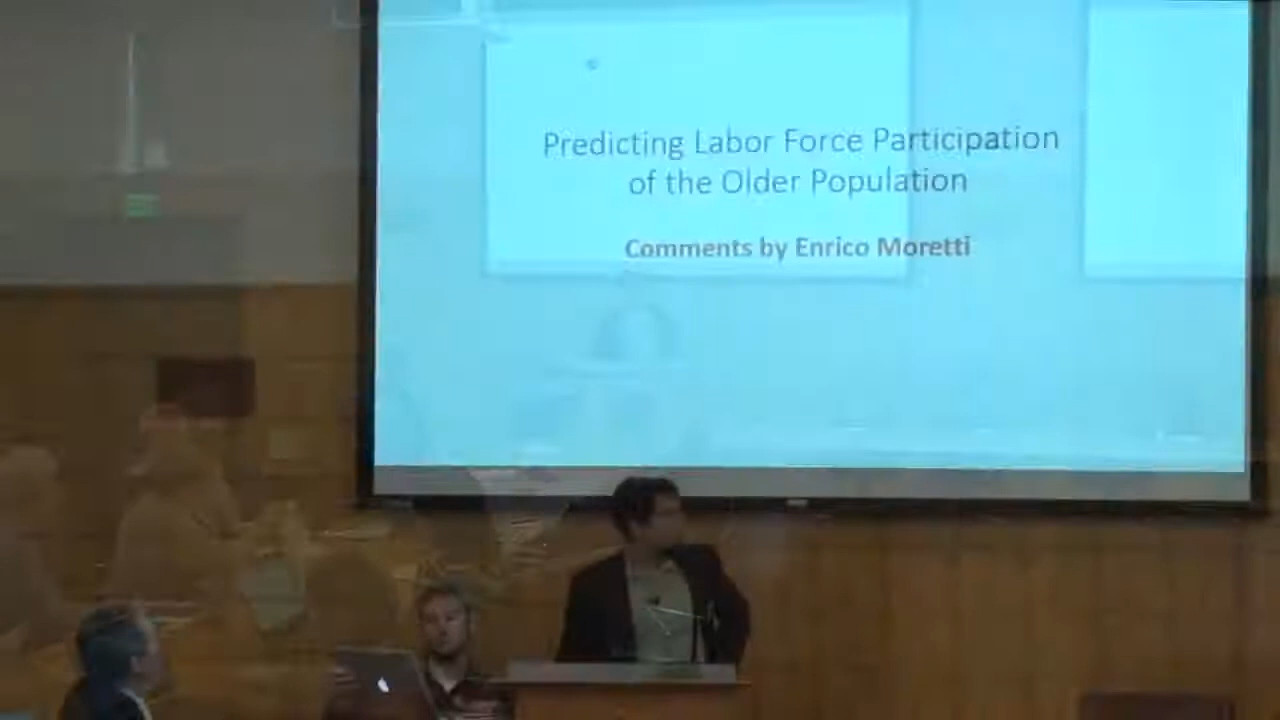 Predicting Labor Force Participation
of the Older Population
Comments by Enrico Moretti